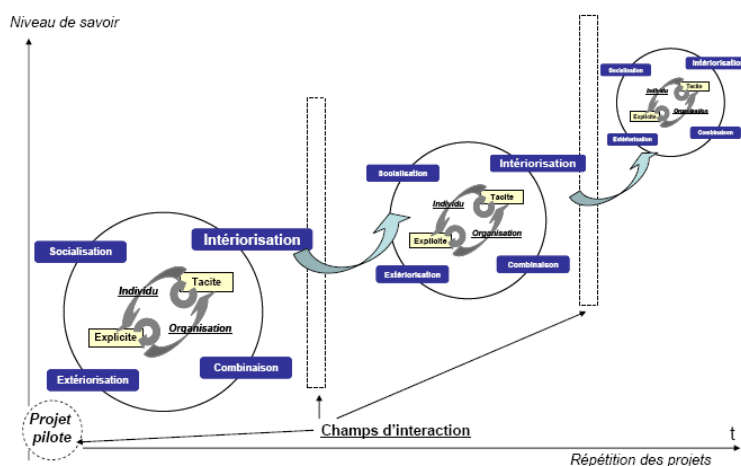 Niveau de savoir
Socialisation
Intériorisation
Tacite
Individu
Explicite
Organisation
Extériorisation
Combinaison
Socialisation
Intériorisation
Tacite
Individu
Explicite
Organisation
Extériorisation
Combinaison
Socialisation
Intériorisation
Tacite
Individu
Explicite
Organisation
Extériorisation
Combinaison
Projet
pilote
Champs d'interaction
t
Répétition des projets